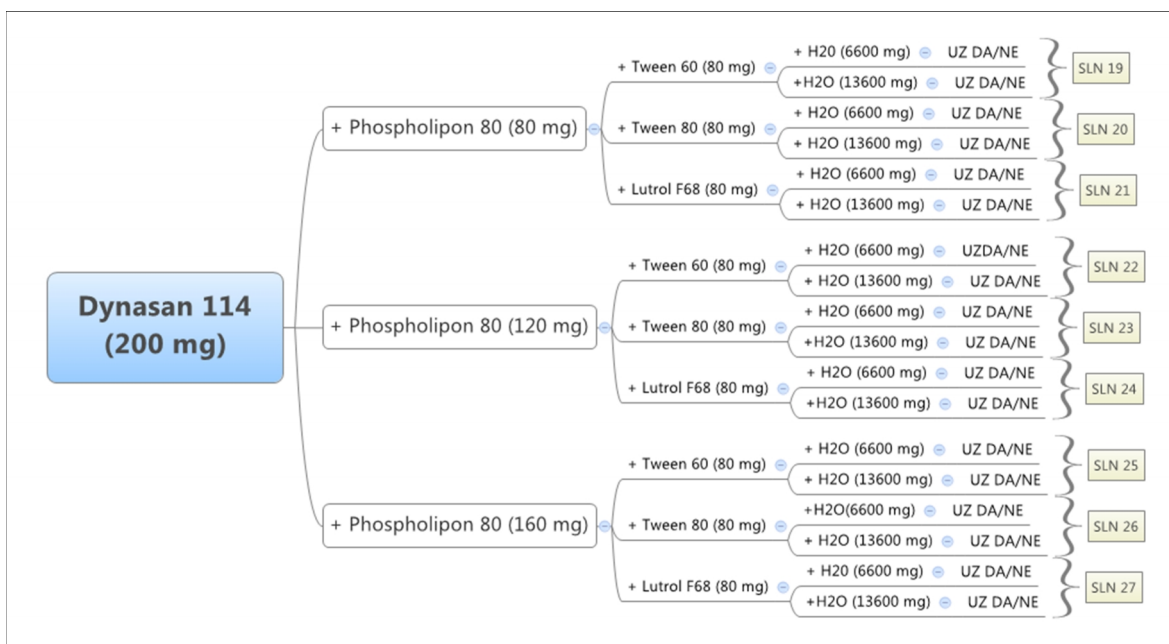 Dynasan 114
(200 mg)
+ Phospholipon 80 (80 mg)
+ Tween 60 (80 mg)
+ H20 (6600 mg) UZ DA/NE
+H2O (13600 mg) UZ DA/NE
SLN 19
+ Tween 80 (80 mg)
+ H2O (6600 mg) UZ DA/NE
+ H2O (13600 mg) UZ DA/NE
SLN 20
+ Lutrol F68 (80 mg)
+ H2O (6600 mg) UZ DA/NE
+ H2O (13600 mg) UZ DA/NE
SLN 21
+ Phospholipon 80 (120 mg)
+ Tween 60 (80 mg)
+ H2O (6600 mg) UZDA/NE
+ H2O (13600 mg) UZ DA/NE
SLN 22
+ Tween 80 (80 mg)
+ H2O (6600 mg) UZ DA/NE
+H2O (13600 mg) UZ DA/NE
SLN 23
+ Lutrol F68 (80 mg)
+ H2O (6600 mg) UZ DA/NE
+H2O (13600 mg) UZ DA/NE
SLN 24
+ Phospholipon 80 (160 mg)
+ Tween 60 (80 mg)
+ H2O (6600 mg) UZ DA/NE
+ H2O (13600 mg) UZ DA/NE
SLN 25
+ Tween 80 (80 mg)
+H2O(6600 mg) UZ DA/NE
+ H2O (13600 mg) UZ DA/NE
SLN 26
+ Lutrol F68 (80 mg)
+ H20 (6600 mg) UZ DA/NE
+H2O (13600 mg) UZ DA/NE
SLN 27